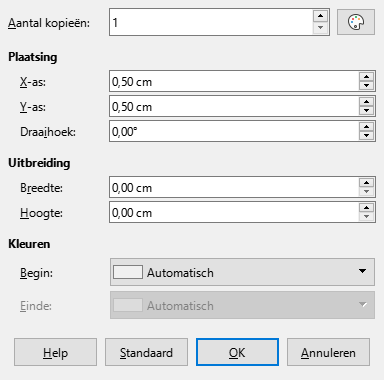 Aantal kopieën: 1
Plaatsing
X-as: 0,50 cm
Y-as: 0,50 cm
Draaihoek: 0,00°
Uitbreiding
Breedte: 0,00 cm
Hoogte: 0,00 cm
Kleuren
Begin: Automatisch
Einde: Automatisch
Help Standaard OK Annuleren